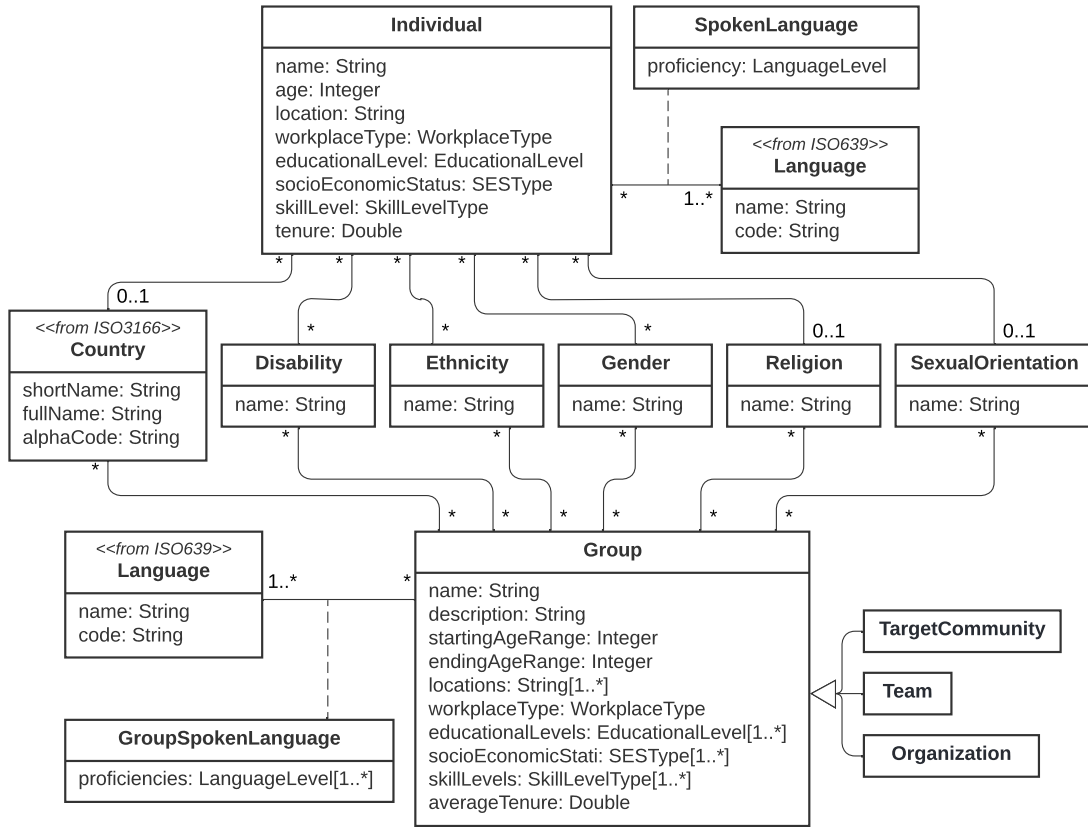 Individual
name: String
age: Integer
location: String
workplaceType: WorkplaceType
educationalLevel: EducationalLevel
socioEconomicStatus: SESType
skillLevel: SkillLevelType
tenure: Double
SpokenLanguage
proficiency: LanguageLevel
<<from ISO639>>
Language
name: String
code: String
* 1..*
* * * * * *
0..1 * * * 0..1 0..1
<<from ISO3166>>
Country
shortName: String
fullName: String
alphaCode: String
Disability
name: String
Ethnicity
name: String
Gender
name: String
Religion
name: String
SexualOrientation
name: String
* * * * * *
* * * * * *
<<from ISO639>>
Language
name: String
code: String
1..* *
GroupSpokenLanguage
proficiencies: LanguageLevel[1..*]
Group
name: String
description: String
startingAgeRange: Integer
endingAgeRange: Integer
locations: String[1..*]
workplaceType: WorkplaceType
educationalLevels: EducationalLevel[1..*]
socioEconomicStati: SESType[1..*]
skillLevels: SkillLevelType[1..*]
averageTenure: Double
TargetCommunity
Team
Organization